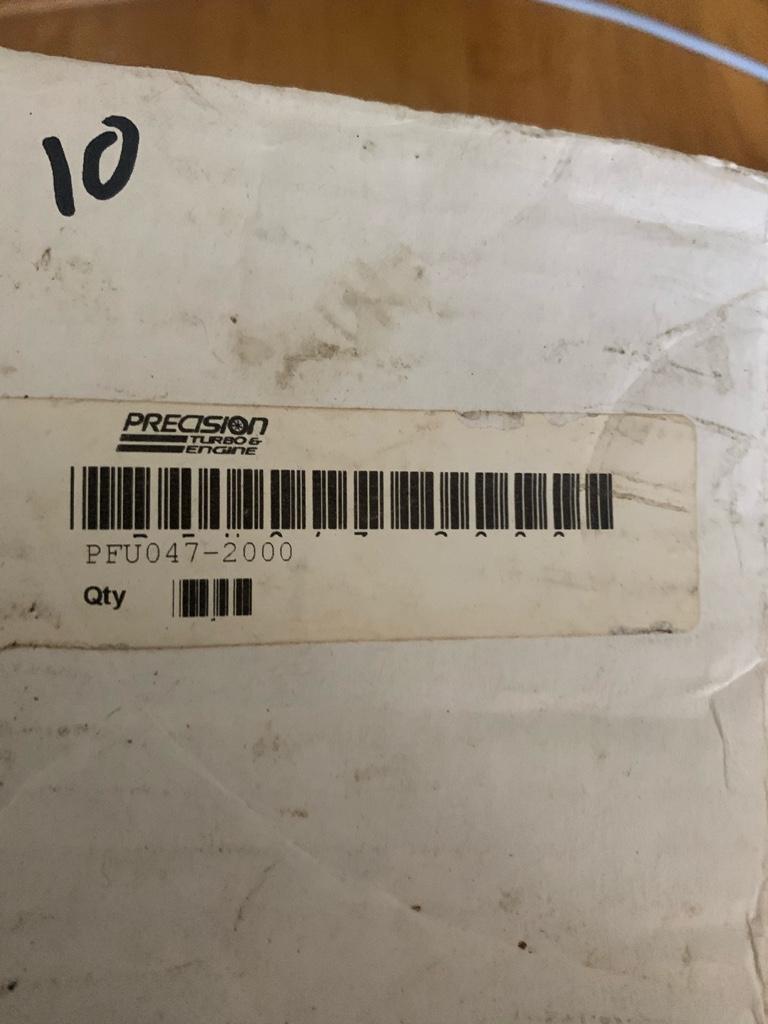 10
PRECISION
TURBO &
ENGINE
PFU047-2000
Qty